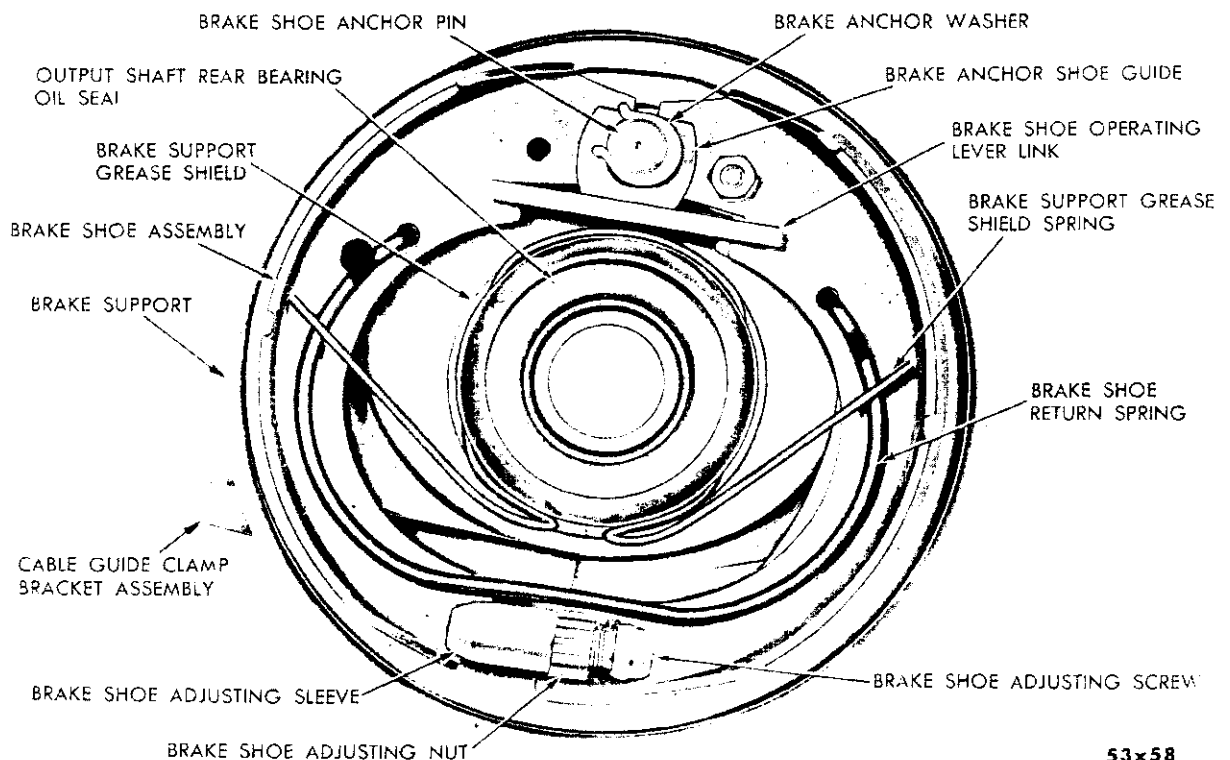 BRAKE SHOE ANCHOR PIN
BRAKE ANCHOR WASHER
OUTPUT SHAFT REAR BEARING
OIL SEAL
BRAKE ANCHOR SHOE GUIDE
BRAKE SHOE OPERATING
LEVER LINK
BRAKE SUPPORT
GREASE SHIELD
BRAKE SUPPORT GREASE
SHIELD SPRING
BRAKE SHOE ASSEMBLY
BRAKE SUPPORT
BRAKE SHOE
RETURN SPRING
CABLE GUIDE CLAMP
BRACKET ASSEMBLY
BRAKE SHOE ADJUSTING SLEEVE
BRAKE SHOE ADJUSTING SCREW
BRAKE SHOE ADJUSTING NUT
53x58